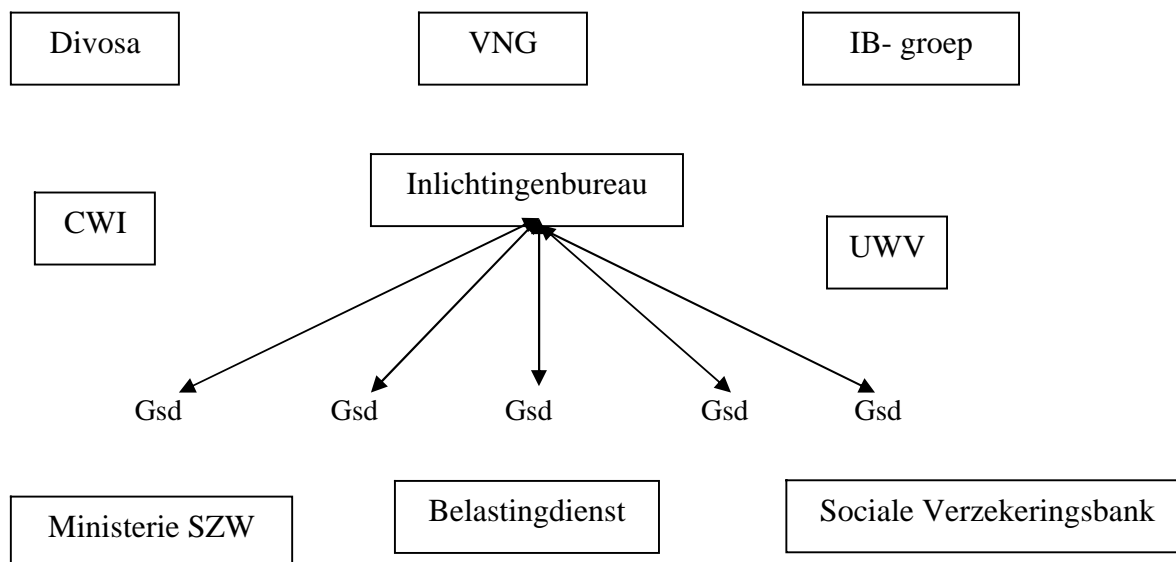 Divosa
VNG
IB- groep
Inlichtingenbureau
CWI
UWV
Gsd
Gsd
Gsd
Gsd
Gsd
Ministerie SZW
Belastingdienst
Sociale Verzekeringsbank